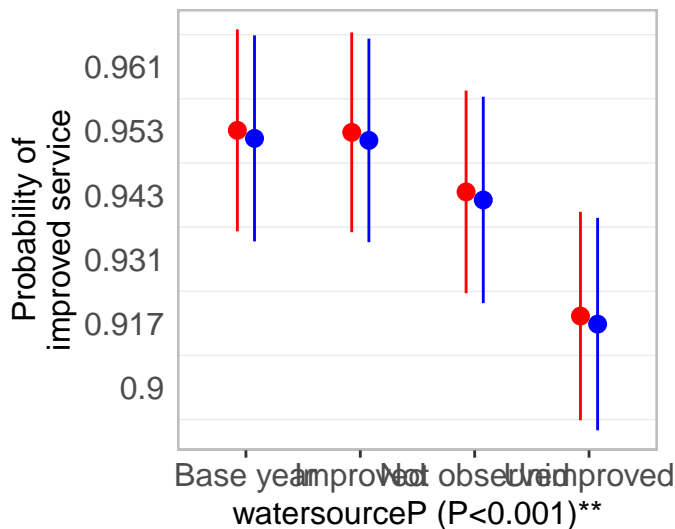 Probability of
improved service
0.961
0.953
0.943
0.931
0.917
0.9
Base year Improved Not observed Unimproved
watersourceP (P<0.001)**